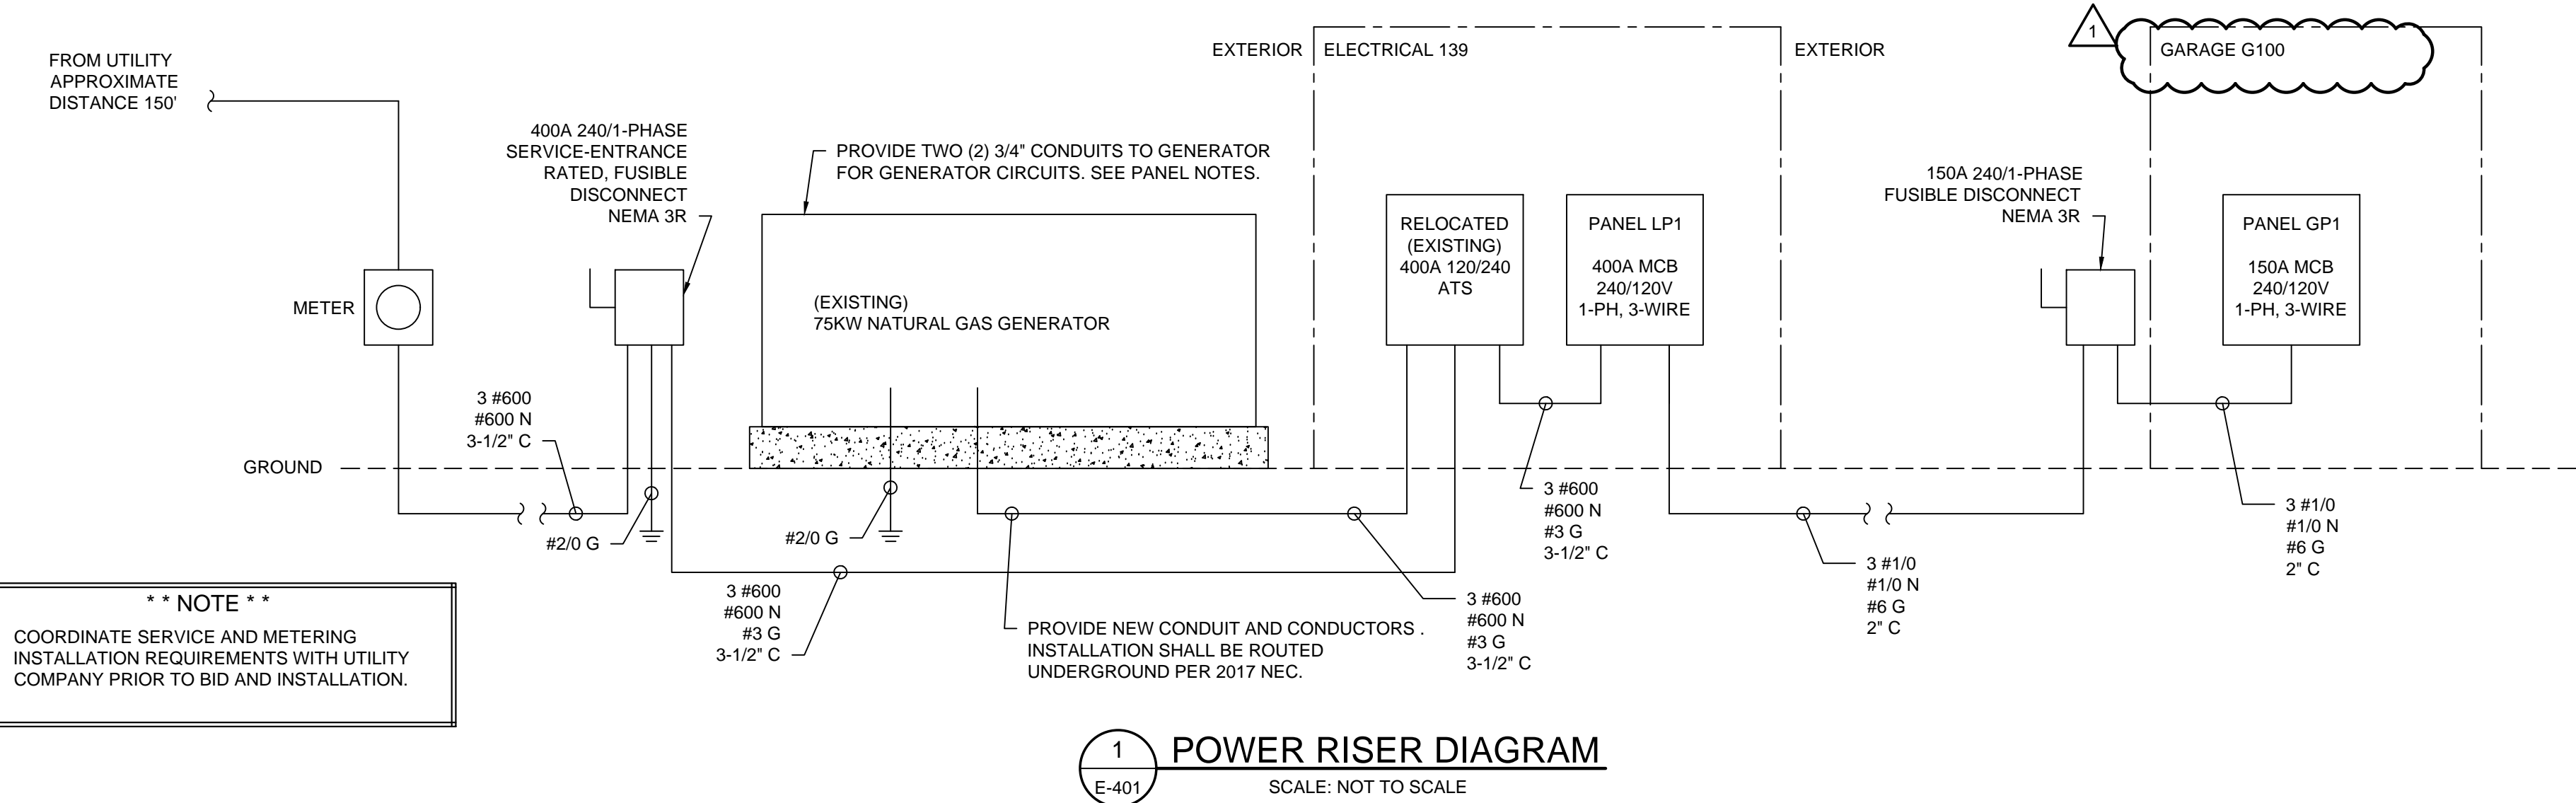 FROM UTILITY
APPROXIMATE
DISTANCE 150'
METER
400A 240/1-PHASE
SERVICE-ENTRANCE
RATED, FUSIBLE
DISCONNECT
NEMA 3R
PROVIDE TWO (2) 3/4" CONDUITS TO GENERATOR
FOR GENERATOR CIRCUITS. SEE PANEL NOTES.
(EXISTING)
75KW NATURAL GAS GENERATOR
EXTERIOR
ELECTRICAL 139
EXTERIOR
1
GARAGE G100
RELOCATED
(EXISTING)
400A 120/240
ATS
PANEL LP1
400A MCB
240/120V
1-PH, 3-WIRE
150A 240/1-PHASE
FUSIBLE DISCONNECT
NEMA 3R
PANEL GP1
150A MCB
240/120V
1-PH, 3-WIRE
3 #600
#600 N
3-1/2" C
GROUND
#2/0 G
#2/0 G
3 #600
#600 N
#3 G
3-1/2" C
PROVIDE NEW CONDUIT AND CONDUCTORS .
INSTALLATION SHALL BE ROUTED
UNDERGROUND PER 2017 NEC.
3 #600
#600 N
#3 G
3-1/2" C
3 #600
#600 N
#3 G
3-1/2" C
3 #1/0
#1/0 N
#6 G
2" C
3 #1/0
#1/0 N
#6 G
2" C
* * NOTE * *
COORDINATE SERVICE AND METERING
INSTALLATION REQUIREMENTS WITH UTILITY
COMPANY PRIOR TO BID AND INSTALLATION.
1
E-401
POWER RISER DIAGRAM
SCALE: NOT TO SCALE